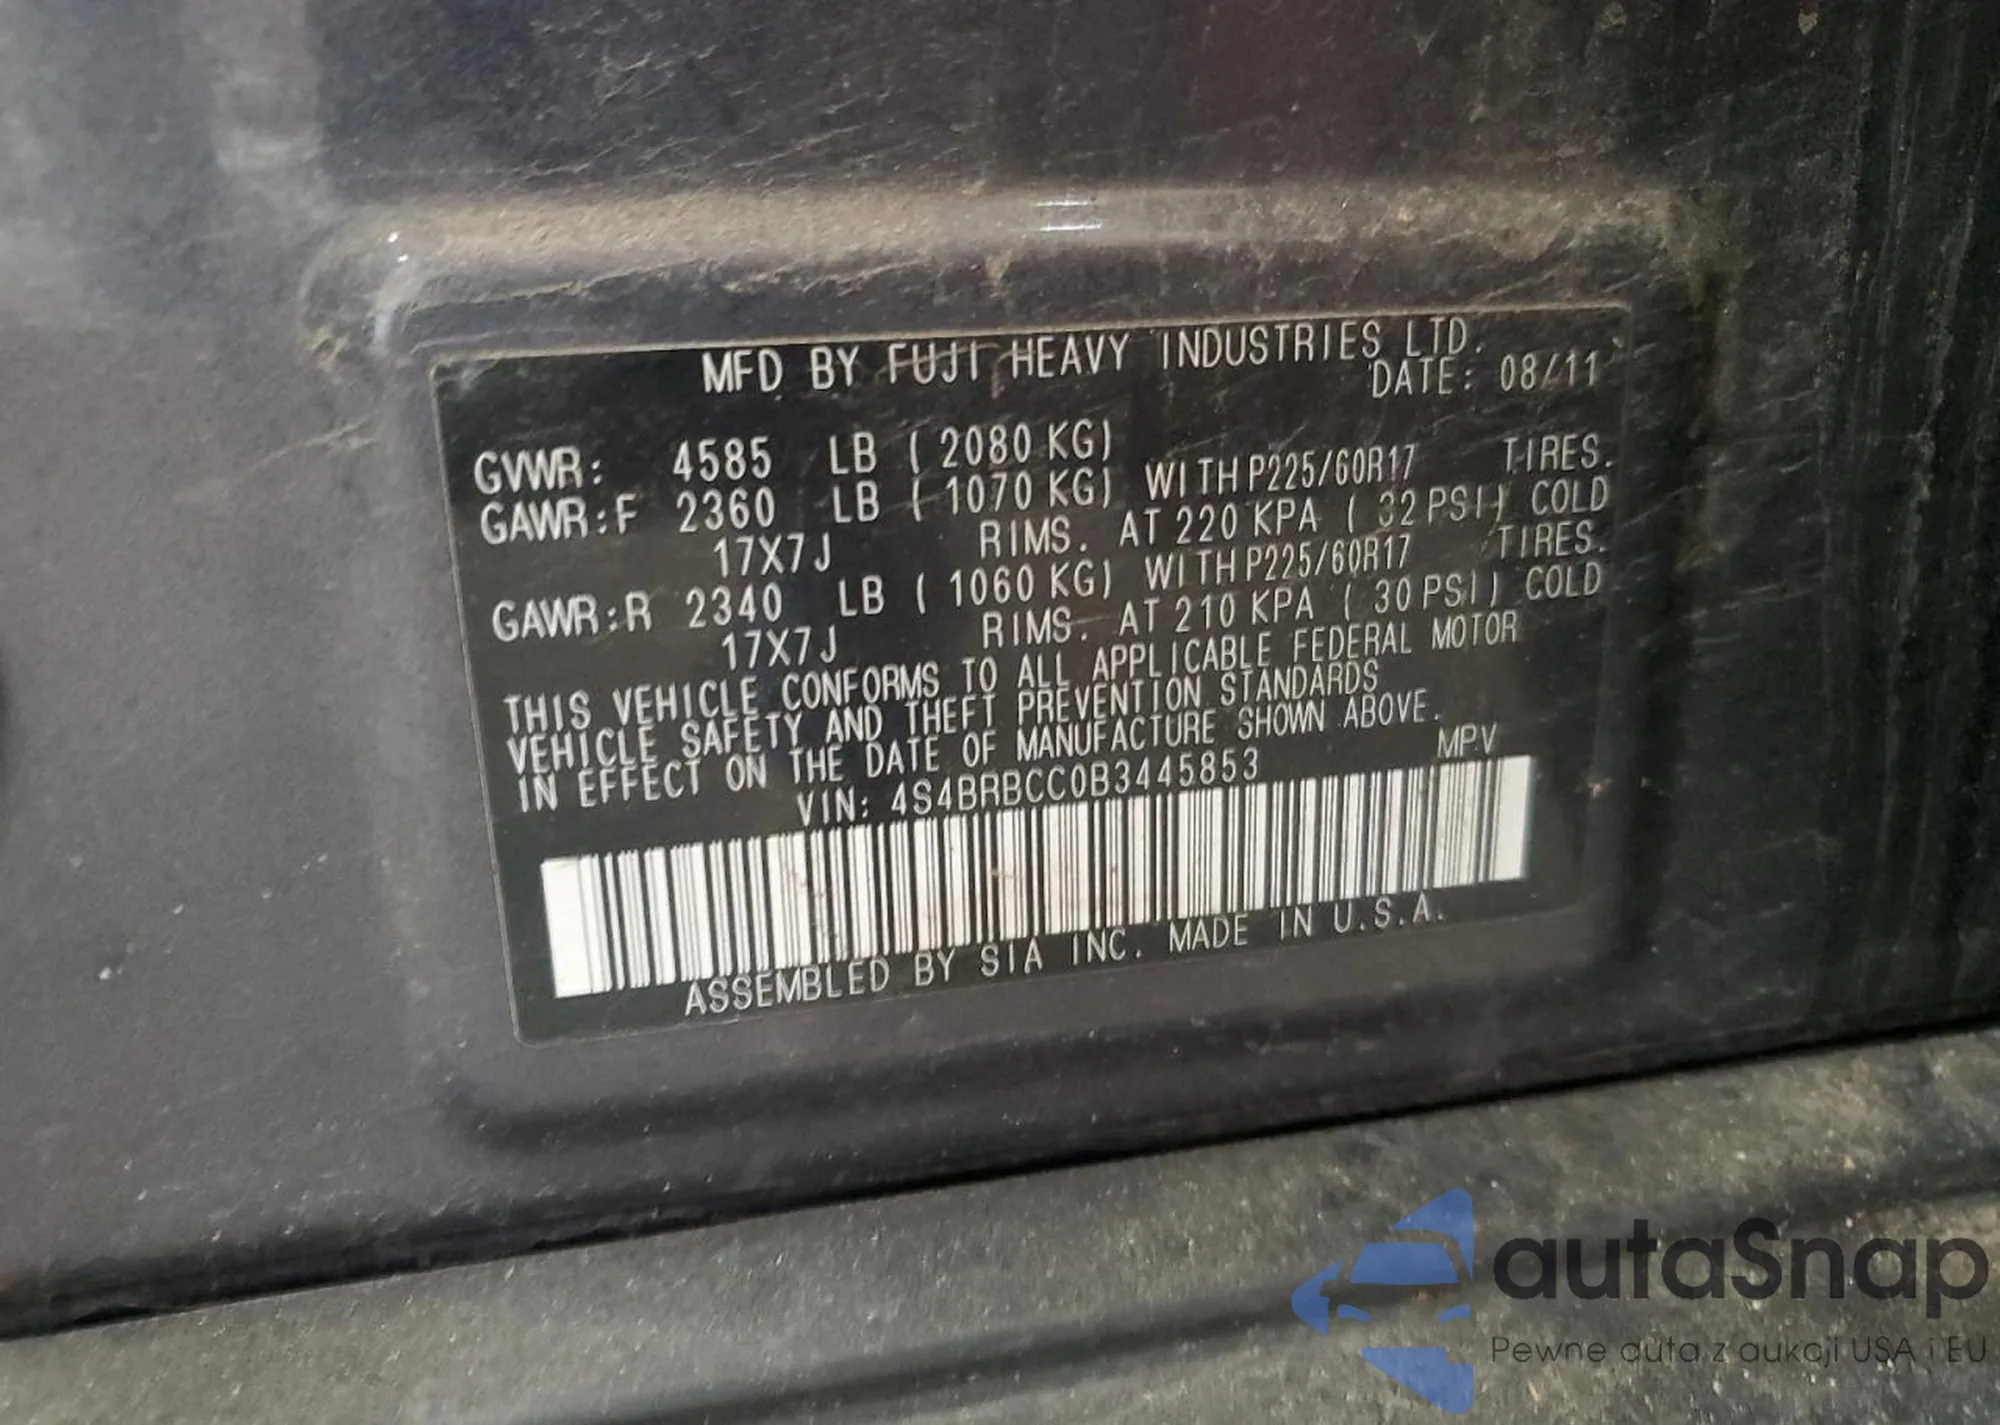 MFD BY FUJI HEAVY INDUSTRIES LTD.
DATE: 08/11
GVWR: 4585 LB ( 2080 KG)
GAWR:F 2360 LB ( 1070 KG) WITH P225/60R17 TIRES.
17X7J RIMS. AT 220 KPA ( 32 PSI) COLD
GAWR:R 2340 LB ( 1060 KG) WITH P225/60R17 TIRES.
17X7J RIMS. AT 210 KPA ( 30 PSI) COLD
THIS VEHICLE CONFORMS TO ALL APPLICABLE FEDERAL MOTOR
VEHICLE SAFETY AND THEFT PREVENTION STANDARDS
IN EFFECT ON THE DATE OF MANUFACTURE SHOWN ABOVE.
VIN: 4S4BRBCC0B3445853 MPV
ASSEMBLED BY SIA INC. MADE IN U.S.A.
autaSnap
Pewne auta z aukcji USA i EU